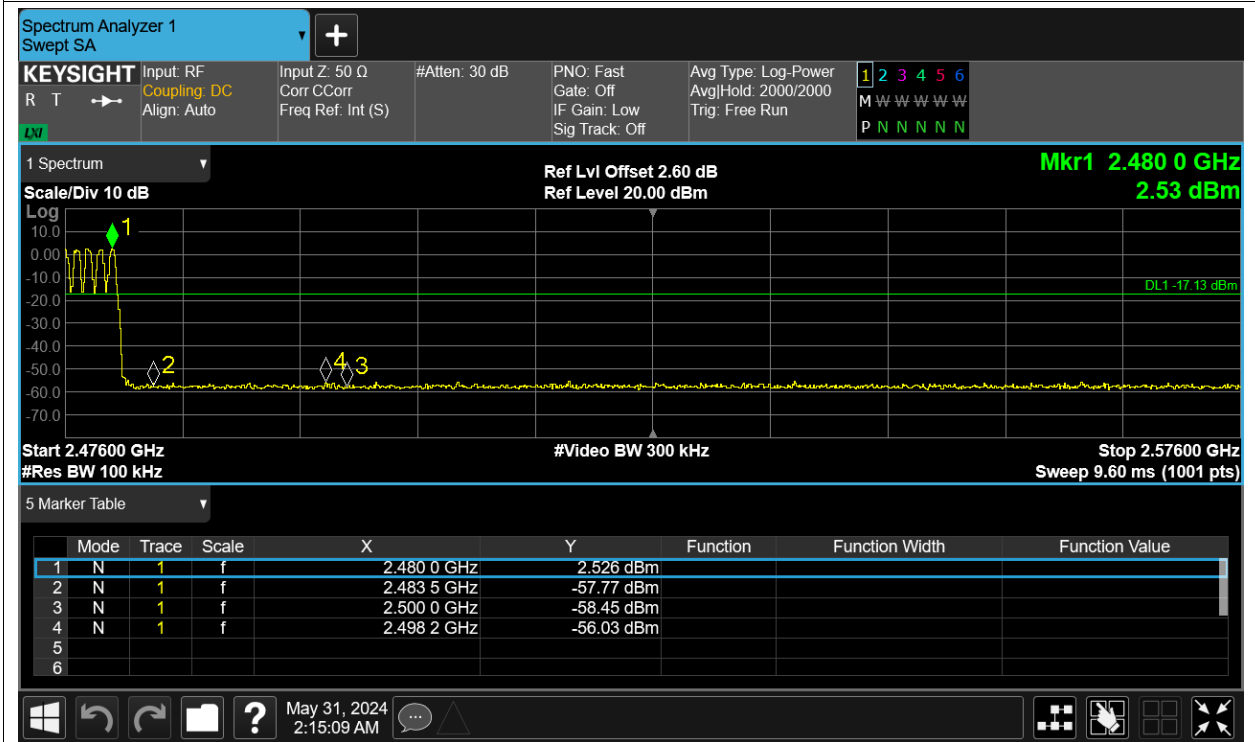 Spectrum Analyzer 1
Swept SA
KEYSIGHT Input: RF Input Z: 50 Ω #Atten: 30 dB PNO: Fast Avg Type: Log-Power 1 2 3 4 5 6
R T Coupling: DC Corr CCorr Gate: Off Avg|Hold: 2000/2000 M W W W W W
Align: Auto Freq Ref: Int (S) IF Gain: Low Trig: Free Run
LXI Sig Track: Off P N N N N N
1 Spectrum Ref Lvl Offset 2.60 dB Mkr1 2.480 0 GHz
Scale/Div 10 dB Ref Level 20.00 dBm 2.53 dBm
Log
1
10.0
0.00
-10.0
DL1 -17.13 dBm
-20.0
-30.0
-40.0
2 4 3
-50.0
-60.0
-70.0
Start 2.47600 GHz #Video BW 300 kHz Stop 2.57600 GHz
#Res BW 100 kHz Sweep 9.60 ms (1001 pts)
5 Marker Table
Mode Trace Scale X Y Function Function Width Function Value
1 N 1 f 2.480 0 GHz 2.526 dBm
2 N 1 f 2.483 5 GHz -57.77 dBm
3 N 1 f 2.500 0 GHz -58.45 dBm
4 N 1 f 2.498 2 GHz -56.03 dBm
5
6
? May 31, 2024
2:15:09 AM